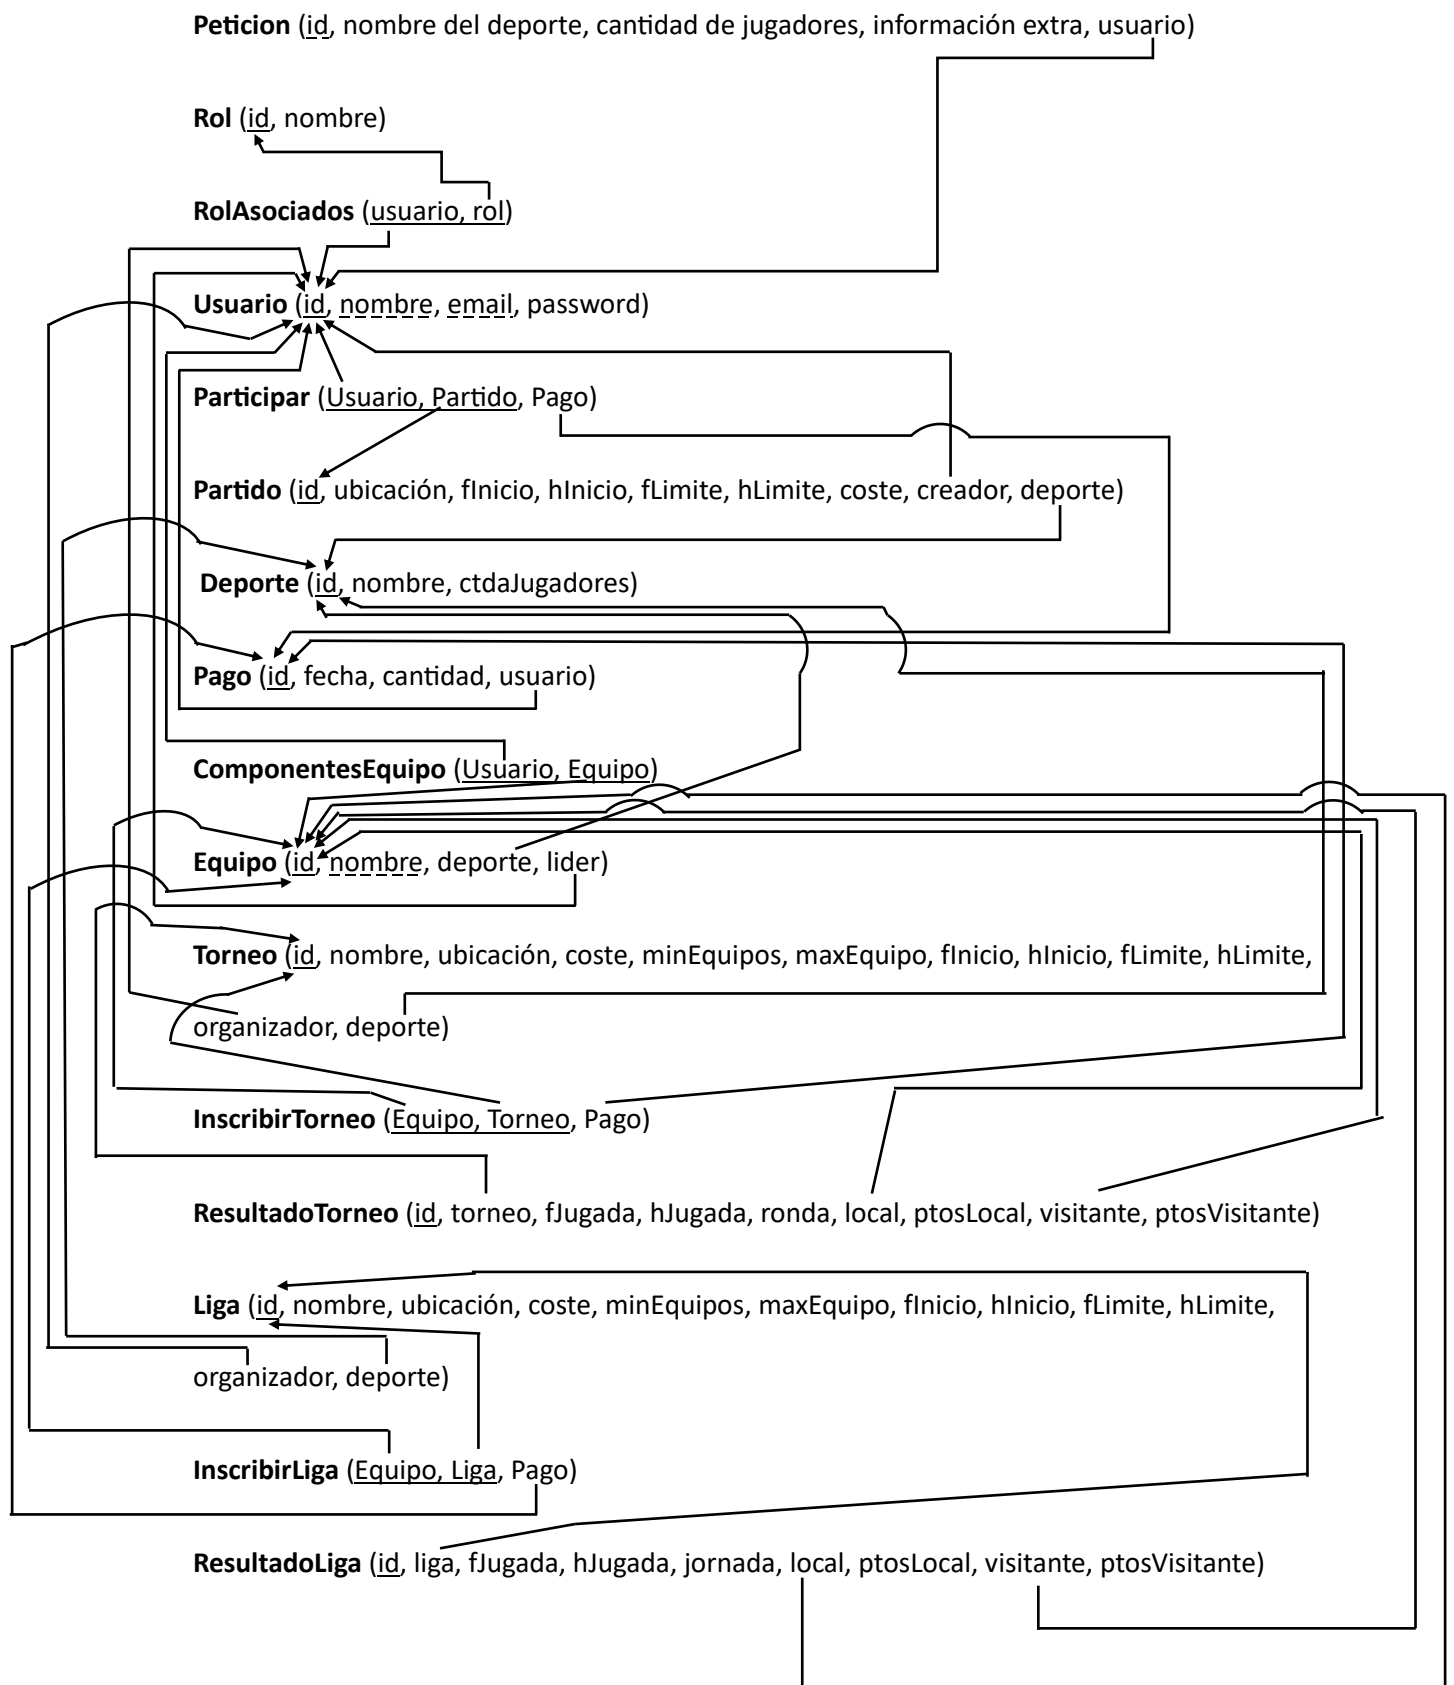 Peticion (id, nombre del deporte, cantidad de jugadores, información extra, usuario)
Rol (id, nombre)
RolAsociados (usuario, rol)
Usuario (id, nombre, email, password)
Participar (Usuario, Partido, Pago)
Partido (id, ubicación, fInicio, hInicio, fLimite, hLimite, coste, creador, deporte)
Deporte (id, nombre, ctdaJugadores)
Pago (id, fecha, cantidad, usuario)
ComponentesEquipo (Usuario, Equipo)
Equipo (id, nombre, deporte, lider)
Torneo (id, nombre, ubicación, coste, minEquipos, maxEquipo, fInicio, hInicio, fLimite, hLimite,
organizador, deporte)
InscribirTorneo (Equipo, Torneo, Pago)
ResultadoTorneo (id, torneo, fJugada, hJugada, ronda, local, ptosLocal, visitante, ptosVisitante)
Liga (id, nombre, ubicación, coste, minEquipos, maxEquipo, fInicio, hInicio, fLimite, hLimite,
organizador, deporte)
InscribirLiga (Equipo, Liga, Pago)
ResultadoLiga (id, liga, fJugada, hJugada, jornada, local, ptosLocal, visitante, ptosVisitante)